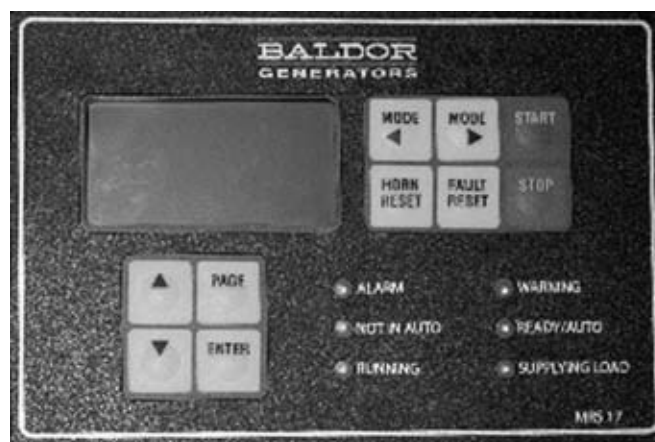 BALDOR
GENERATORS
MODE MODE START
HORN RESET FAULT RESET STOP
PAGE
ENTER
ALARM WARNING
NOT IN AUTO READY/AUTO
RUNNING SUPPLYING LOAD
MRS 17